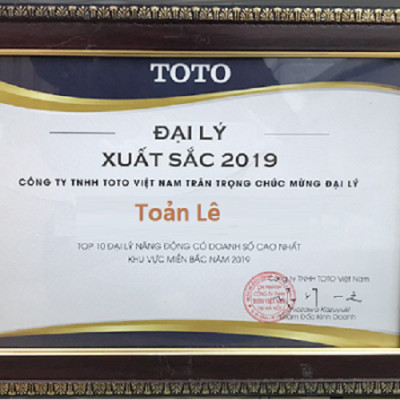 TOTO
ĐẠI LÝ
XUẤT SẮC 2019
CÔNG TY TNHH TOTO VIỆT NAM TRÂN TRỌNG CHÚC MỪNG ĐẠI LÝ
Toản Lê
TOP 10 ĐẠI LÝ NĂNG ĐỘNG CÓ DOANH SỐ CAO NHẤT
KHU VỰC MIỀN BẮC NĂM 2019
Công ty TNHH TOTO Việt Nam
Kazuyuki
Giám Đốc Kinh Doanh